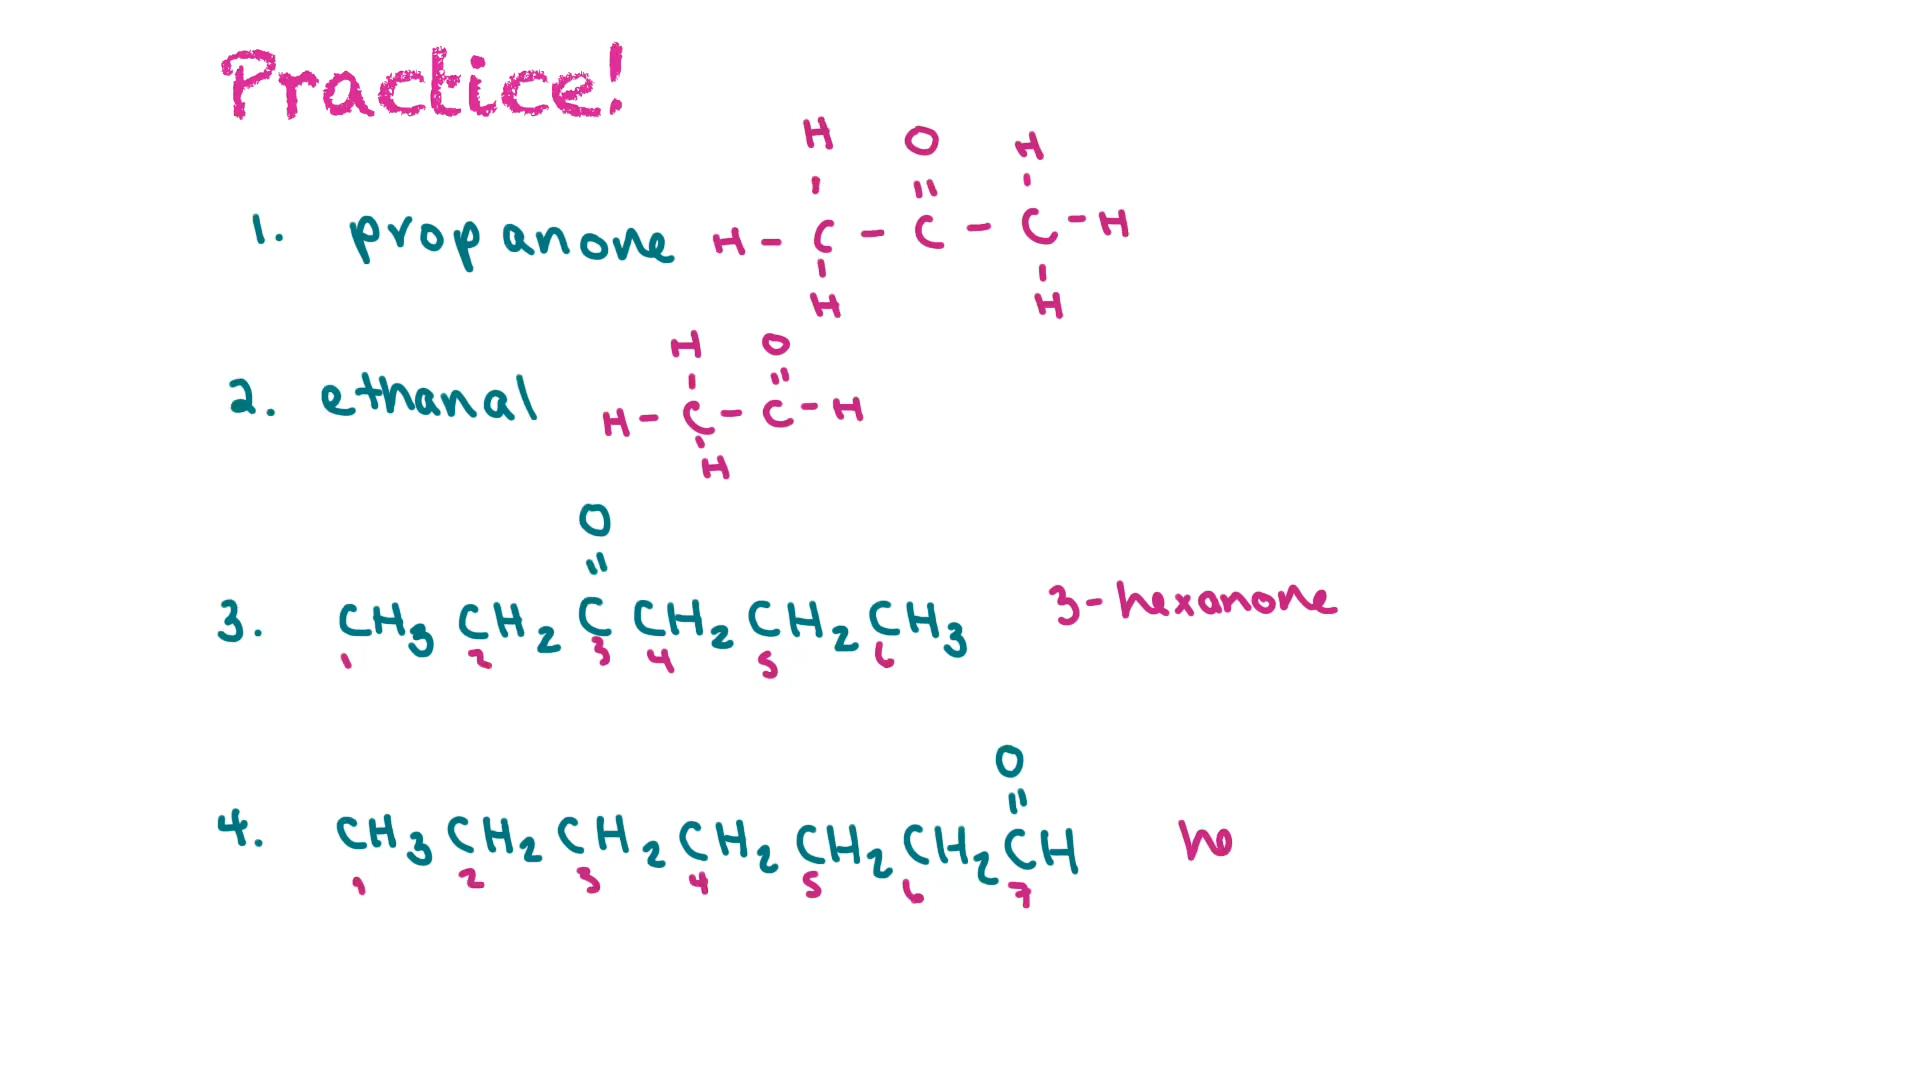 Practice!
H O H
1. propanone H - C - C - C - H
H H
H O
2. ethanal H - C - C - H
H
O
3. CH3 CH2 C CH2 CH2 CH3 3-hexanone
1 2 3 4 5 6
O
4. CH3 CH2 CH2 CH2 CH2 CH2 CH he
1 2 3 4 5 6 7